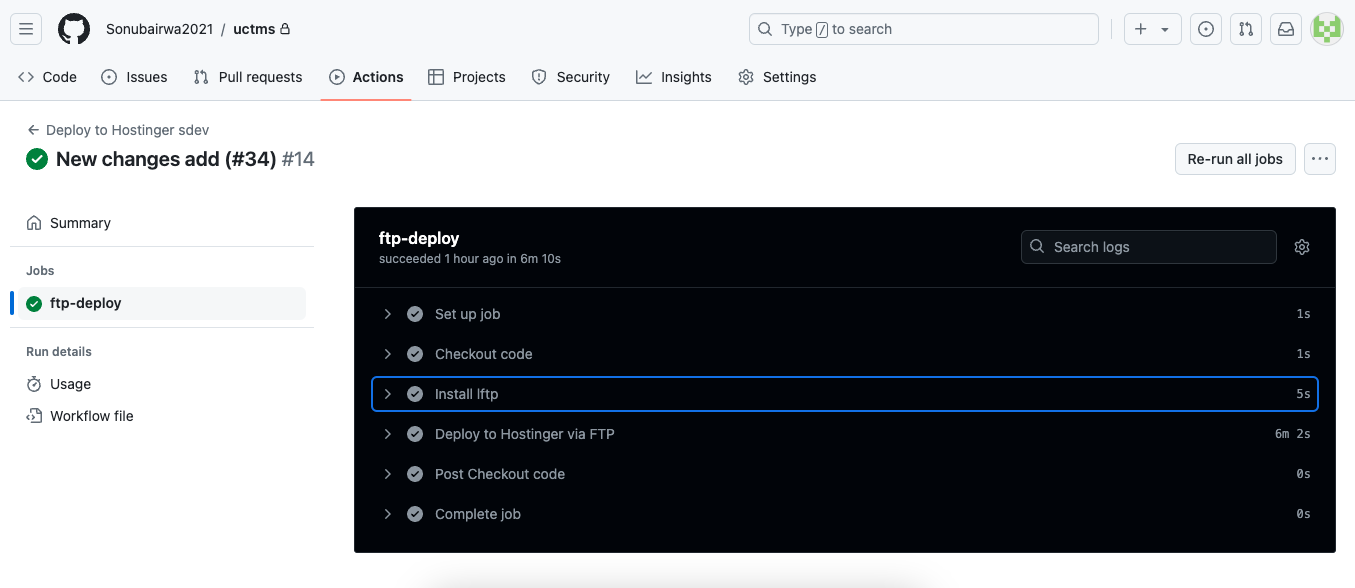 Sonubairwa2021 / uctms
Type / to search
Code
Issues
Pull requests
Actions
Projects
Security
Insights
Settings
Deploy to Hostinger sdev
New changes add (#34) #14
Re-run all jobs
Summary
Jobs
ftp-deploy
Run details
Usage
Workflow file
ftp-deploy
succeeded 1 hour ago in 6m 10s
Search logs
Set up job 1s
Checkout code 1s
Install lftp 5s
Deploy to Hostinger via FTP 6m 2s
Post Checkout code 0s
Complete job 0s